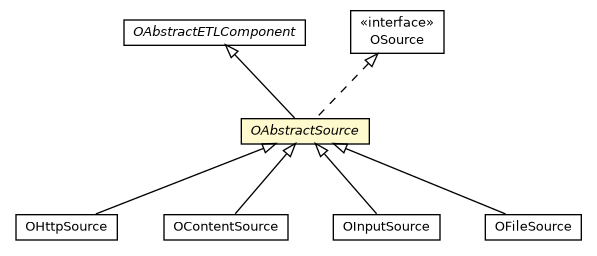 OAbstractETLComponent
«interface»
OSource
OAbstractSource
OHttpSource
OContentSource
OInputSource
OFileSource